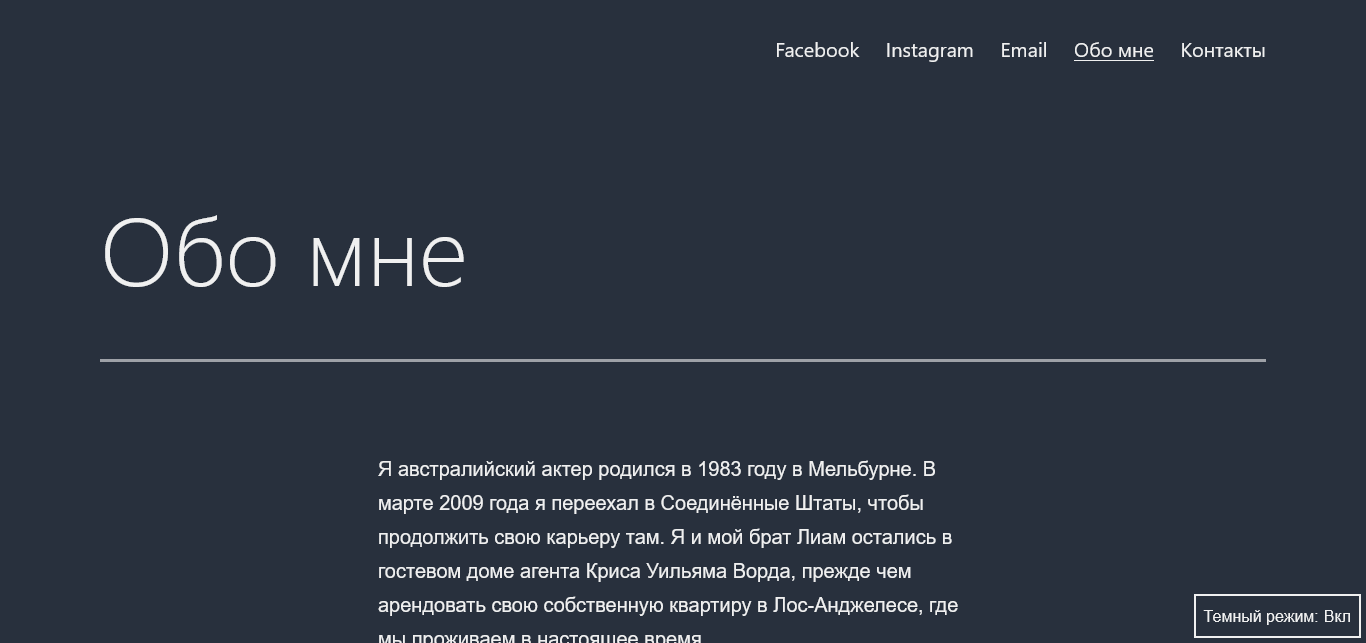 Facebook Instagram Email Обо мне Контакты
Обо мне
Я австралийский актер родился в 1983 году в Мельбурне. В
марте 2009 года я переехал в Соединённые Штаты, чтобы
продолжить свою карьеру там. Я и мой брат Лиам остались в
гостевом доме агента Криса Уильяма Ворда, прежде чем
арендовать свою собственную квартиру в Лос-Анджелесе, где
мы проживаем в настоящее время.
Темный режим: Вкл